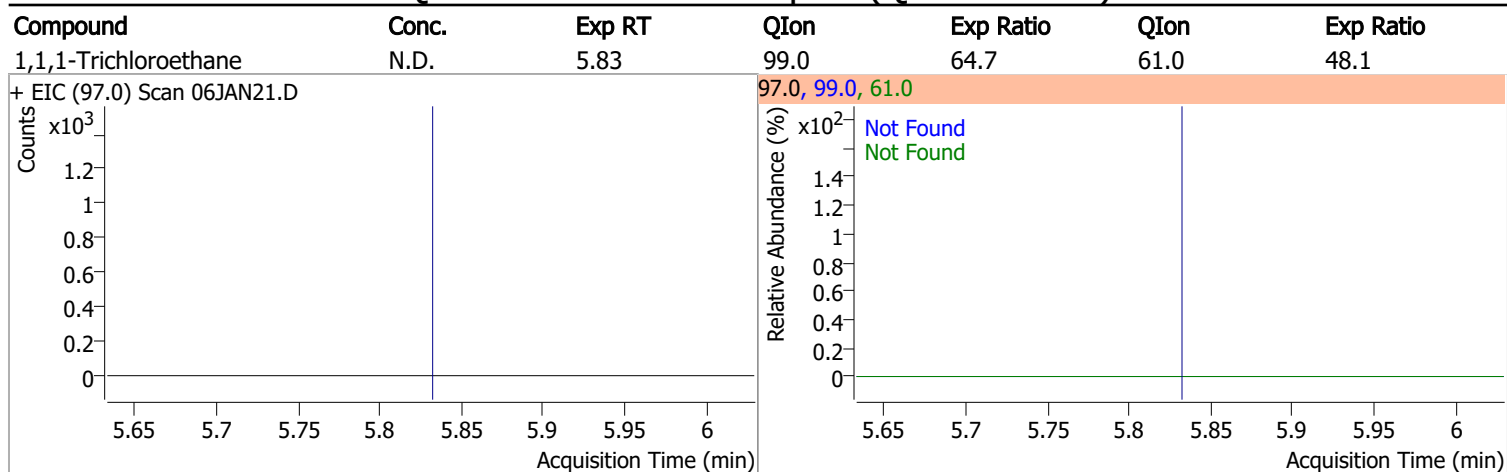 Compound Conc. Exp RT QIon Exp Ratio QIon Exp Ratio
1,1,1-Trichloroethane N.D. 5.83 99.0 64.7 61.0 48.1
+ EIC (97.0) Scan 06JAN21.D
Counts
x10³
1.2
1
0.8
0.6
0.4
0.2
0
5.65 5.7 5.75 5.8 5.85 5.9 5.95 6
Acquisition Time (min)
97.0, 99.0, 61.0
Relative Abundance (%)
x10²
Not Found
Not Found
1.4
1.2
1
0.8
0.6
0.4
0.2
0
5.65 5.7 5.75 5.8 5.85 5.9 5.95 6
Acquisition Time (min)